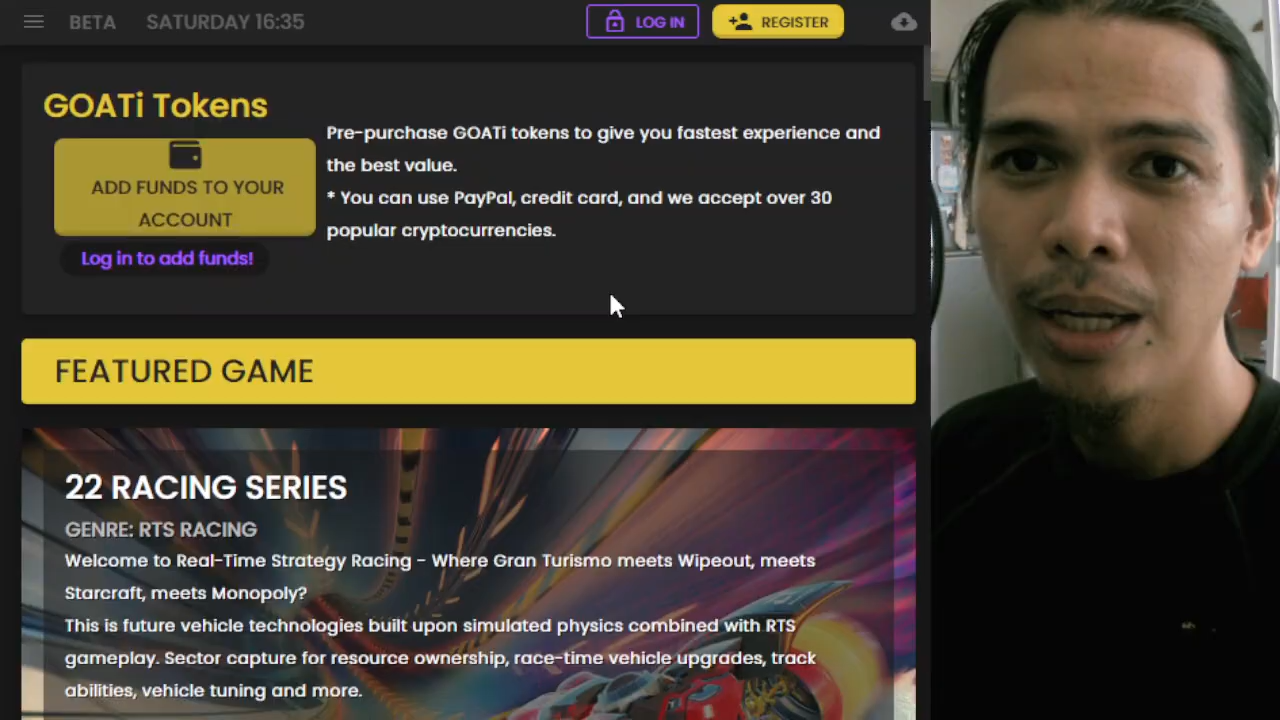 BETA SATURDAY 16:35 LOG IN REGISTER
GOATi Tokens
ADD FUNDS TO YOUR
ACCOUNT
Log in to add funds!
Pre-purchase GOATi tokens to give you fastest experience and
the best value.
* You can use PayPal, credit card, and we accept over 30
popular cryptocurrencies.
FEATURED GAME
22 RACING SERIES
GENRE: RTS RACING
Welcome to Real-Time Strategy Racing - Where Gran Turismo meets Wipeout, meets
Starcraft, meets Monopoly?
This is future vehicle technologies built upon simulated physics combined with RTS
gameplay. Sector capture for resource ownership, race-time vehicle upgrades, track
abilities, vehicle tuning and more.